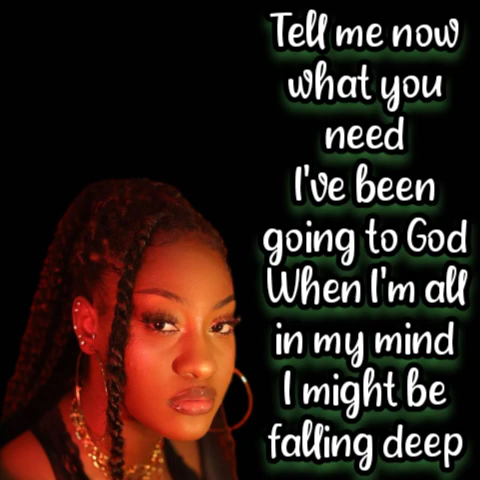 Tell me now
what you
need
I've been
going to God
When I'm all
in my mind
I might be
falling deep